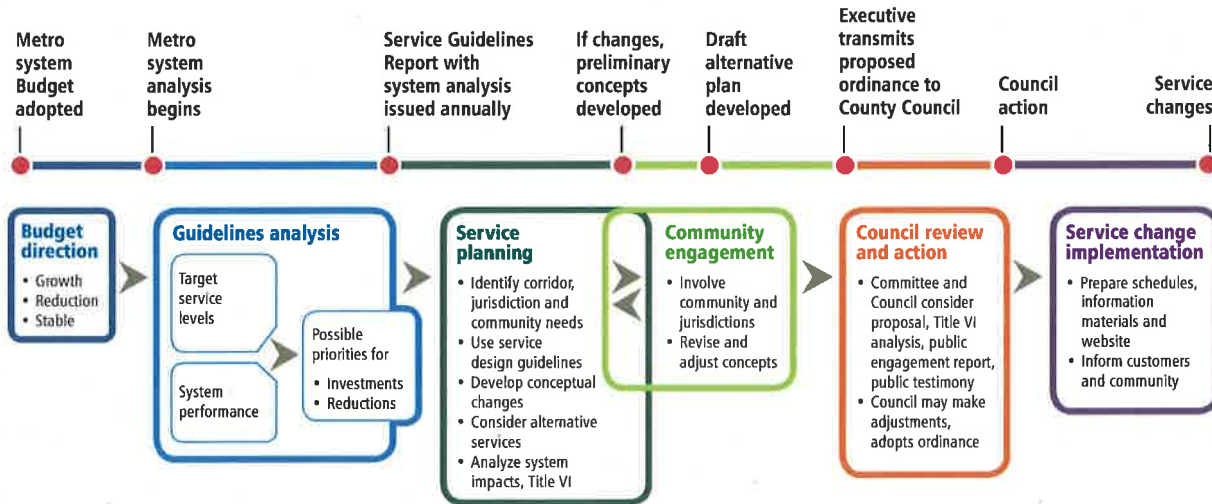 Metro
system
Budget
adopted
Metro
system
analysis
begins
Service Guidelines
Report with
system analysis
issued annually
If changes,
preliminary
concepts
developed
Draft
alternative
plan
developed
Executive
transmits
proposed
ordinance to
County Council
Council
action
Service
changes
Budget
direction
• Growth
• Reduction
• Stable
Guidelines analysis
Target
service
levels
System
performance
Possible
priorities for
• Investments
• Reductions
Service
planning
• Identify corridor,
jurisdiction and
community needs
• Use service
design guidelines
• Develop conceptual
changes
• Consider alternative
services
• Analyze system
impacts, Title VI
Community
engagement
• Involve
community and
jurisdictions
• Revise and
adjust concepts
Council review
and action
• Committee and
Council consider
proposal, Title VI
analysis, public
engagement report,
public testimony
• Council may make
adjustments,
adopts ordinance
Service change
implementation
• Prepare schedules,
information
materials and
website
• Inform customers
and community